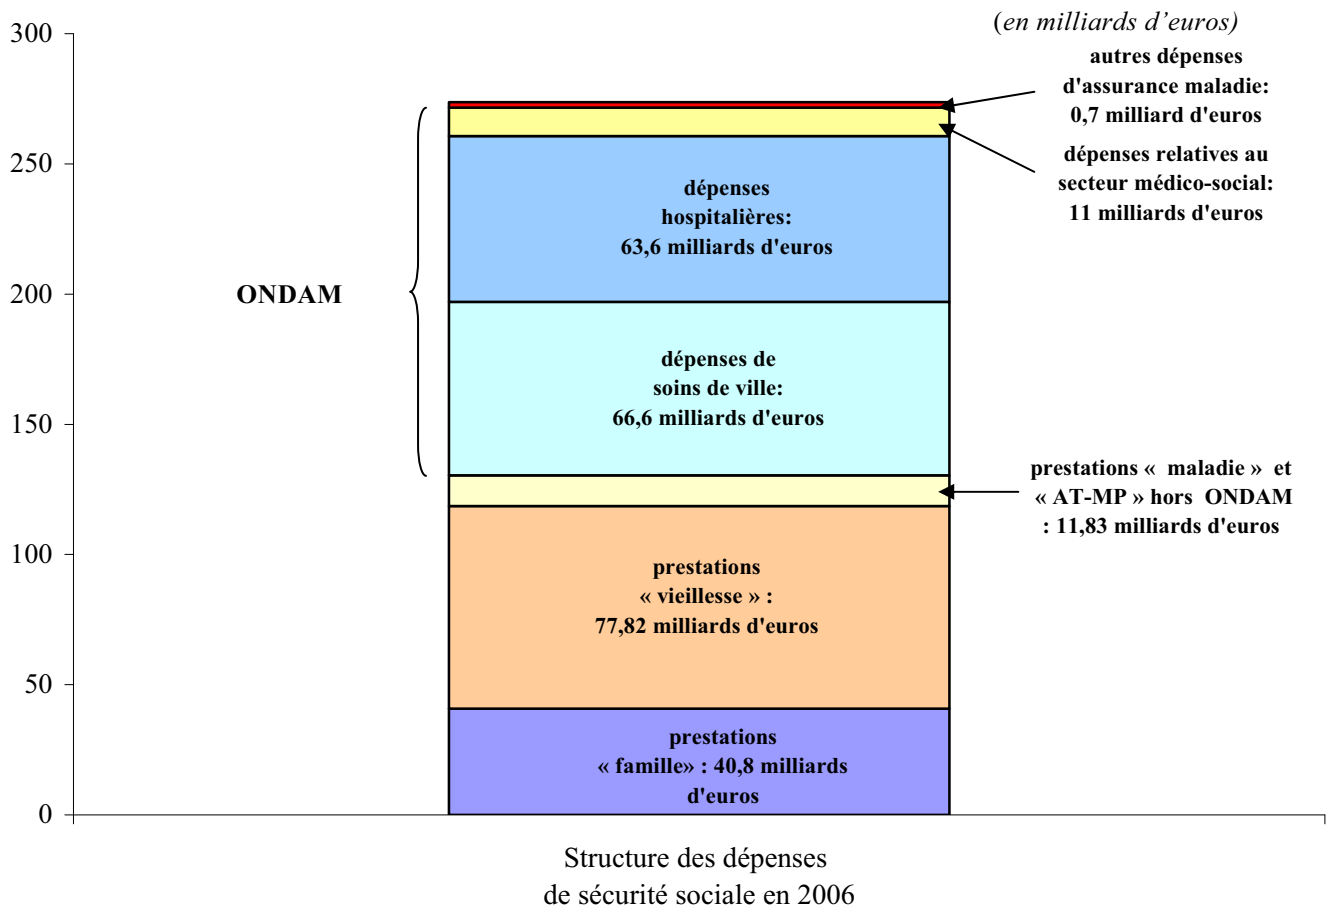 (en milliards d’euros)
300
250
200
150
100
50
0
autres dépenses
d'assurance maladie:
0,7 milliard d'euros
dépenses relatives au
secteur médico-social:
11 milliards d'euros
dépenses
hospitalières:
63,6 milliards d'euros
ONDAM
dépenses de
soins de ville:
66,6 milliards d'euros
prestations « maladie » et
« AT-MP » hors ONDAM
: 11,83 milliards d'euros
prestations
« vieillesse » :
77,82 milliards d'euros
prestations
« famille» : 40,8 milliards
d'euros
Structure des dépenses
de sécurité sociale en 2006